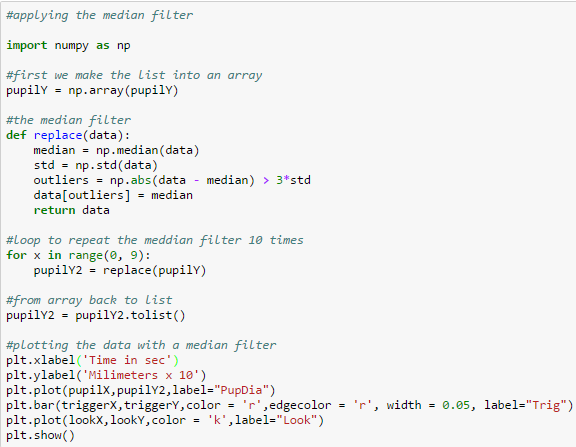 #applying the median filter
import numpy as np
#first we make the list into an array
pupilY = np.array(pupilY)
#the median filter
def replace(data):
    median = np.median(data)
    std = np.std(data)
    outliers = np.abs(data - median) > 3*std
    data[outliers] = median
    return data
#loop to repeat the meddian filter 10 times
for x in range(0, 9):
    pupilY2 = replace(pupilY)
#from array back to list
pupilY2 = pupilY2.tolist()
#plotting the data with a median filter
plt.xlabel('Time in sec')
plt.ylabel('Milimeters x 10')
plt.plot(pupilX,pupilY2,label="PupDia")
plt.bar(triggerX,triggerY,color = 'r',edgecolor = 'r', width = 0.05, label="Trig")
plt.plot(lookX,lookY,color = 'k',label="Look")
plt.show()